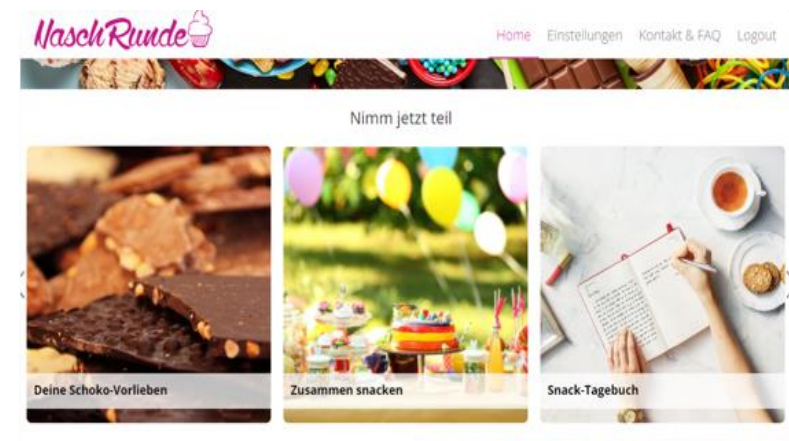 NaschRunde
Home Einstellungen Kontakt & FAQ Logout
Nimm jetzt teil
Deine Schoko-Vorlieben
Zusammen snacken
Snack-Tagebuch